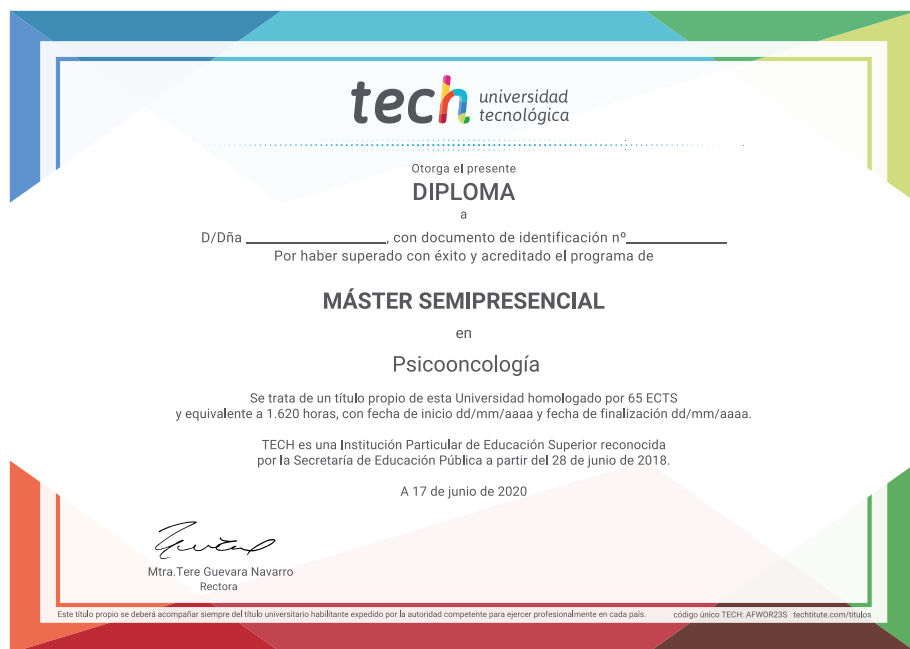 tech universidad
tecnológica
Otorga el presente
DIPLOMA
a
D/Dña ____________________, con documento de identificación nº______________
Por haber superado con éxito y acreditado el programa de
MÁSTER SEMIPRESENCIAL
en
Psicooncología
Se trata de un título propio de esta Universidad homologado por 65 ECTS
y equivalente a 1.620 horas, con fecha de inicio dd/mm/aaaa y fecha de finalización dd/mm/aaaa.
TECH es una Institución Particular de Educación Superior reconocida
por la Secretaría de Educación Pública a partir del 28 de junio de 2018.
A 17 de junio de 2020
Mtra.Tere Guevara Navarro
Rectora
Este título propio se deberá acompañar siempre del título universitario habilitante expedido por la autoridad competente para ejercer profesionalmente en cada país. código único TECH: AFWOR23S techtitute.com/titulos